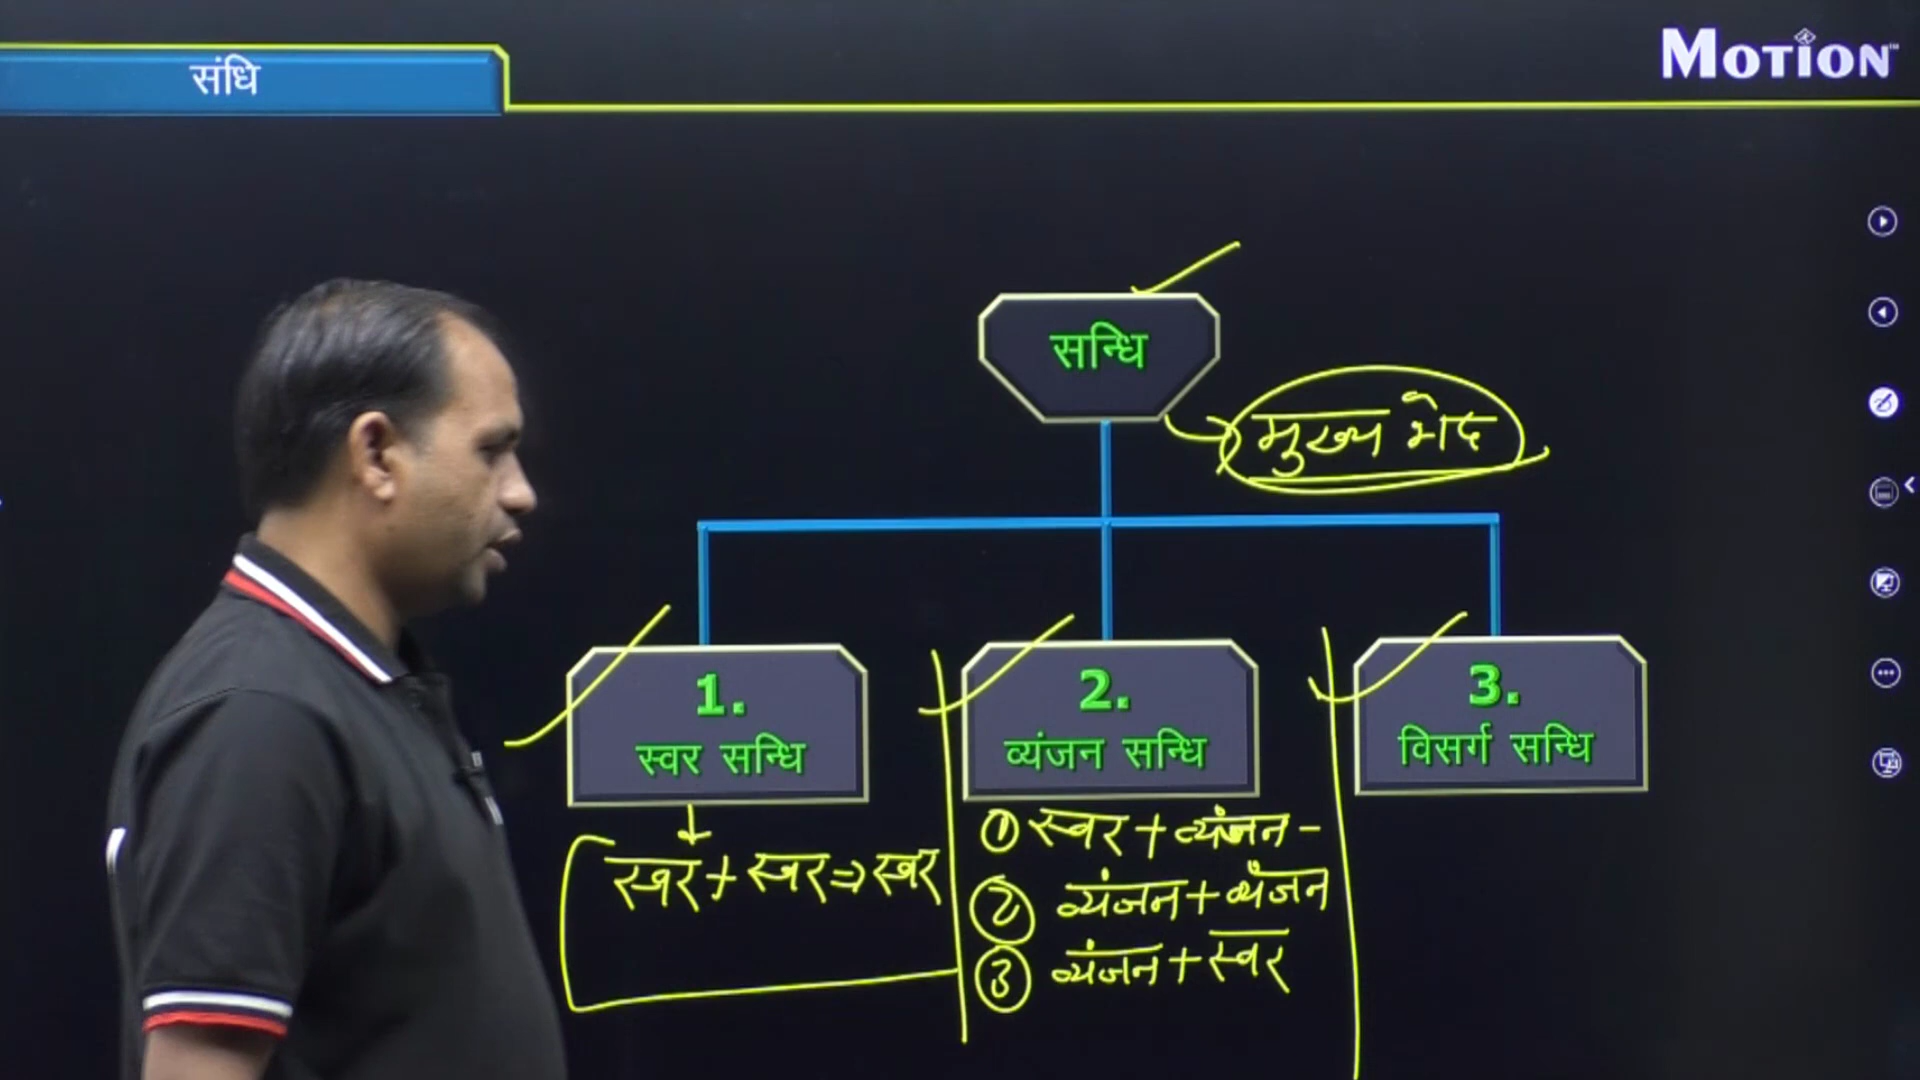 संधि
MOTION™
सन्धि
मुख्य भेद
1.
स्वर सन्धि
2.
व्यंजन सन्धि
3.
विसर्ग सन्धि
स्वर + स्वर ⇒ स्वर
① स्वर + व्यंजन -
② व्यंजन + व्यंजन
③ व्यंजन + स्वर